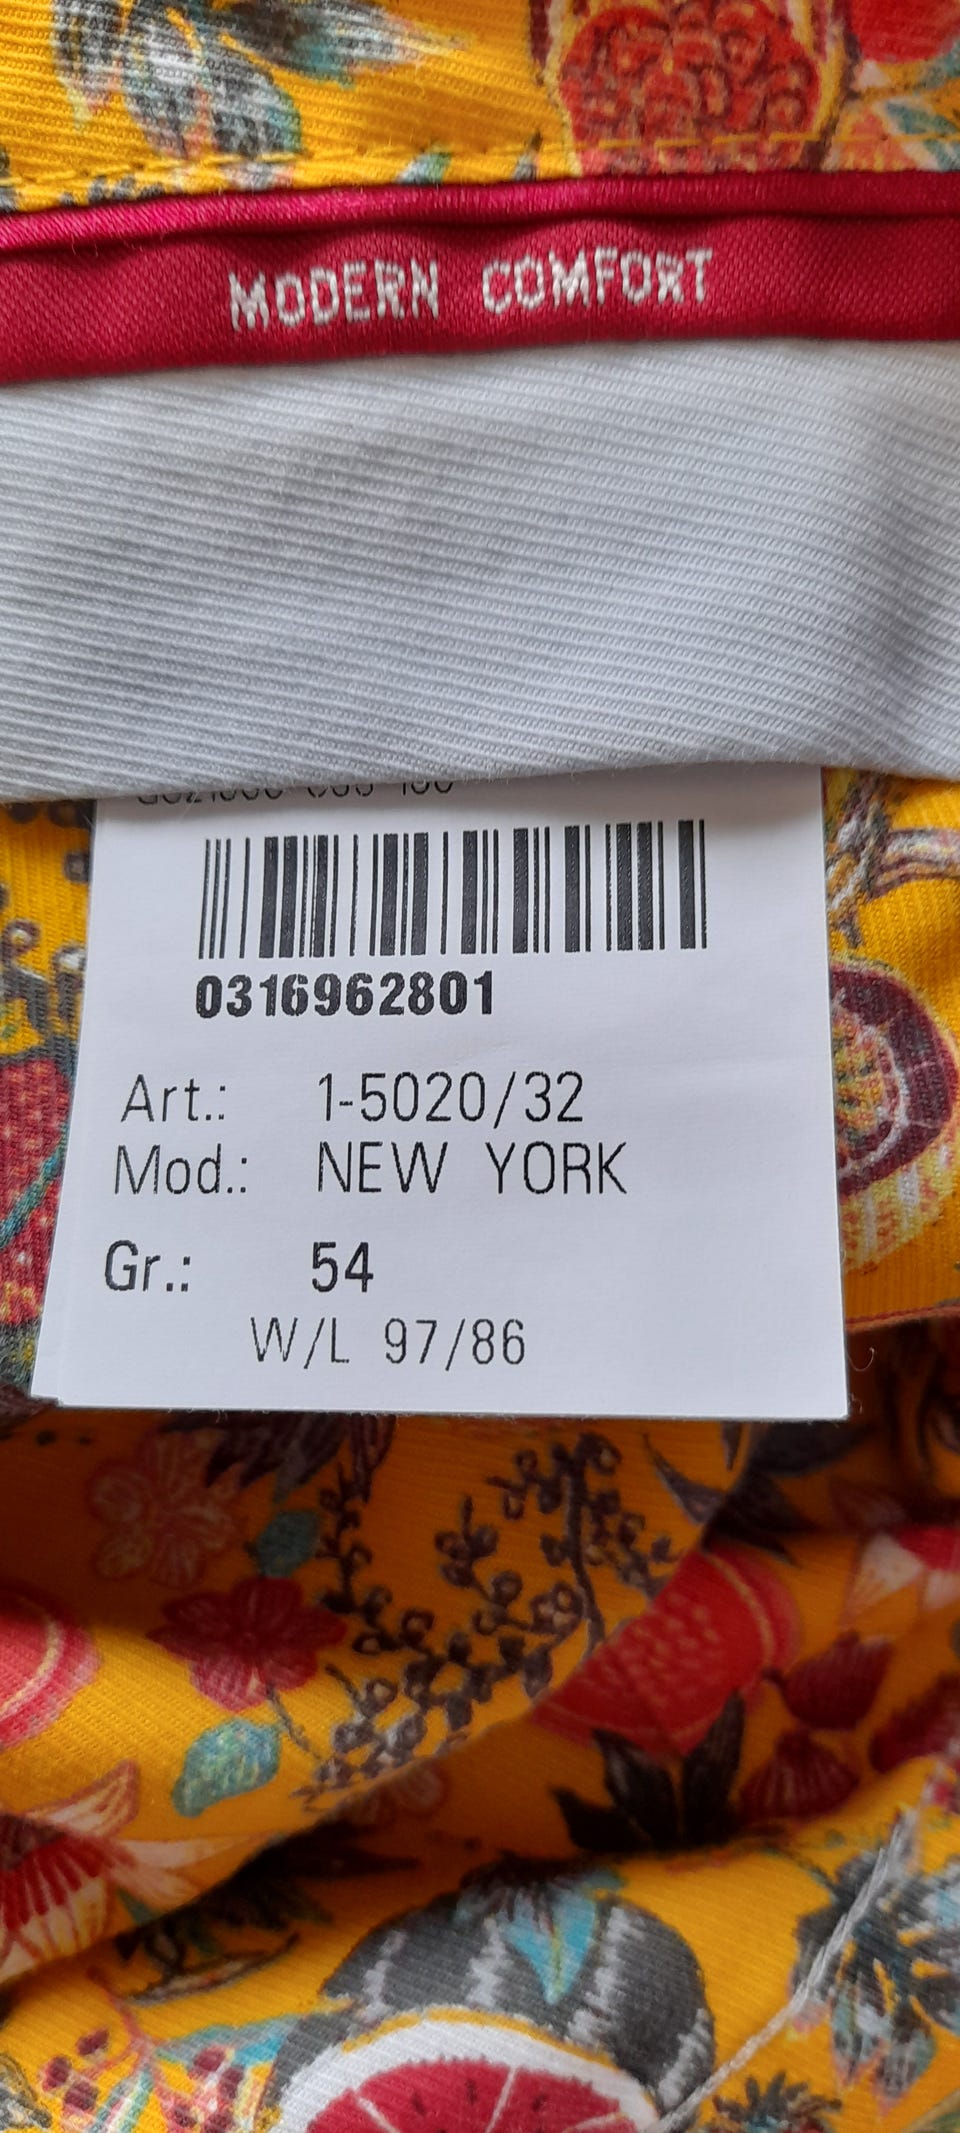 MODERN COMFORT
0316962801
Art.: 1-5020/32
Mod.: NEW YORK
Gr.: 54
W/L 97/86